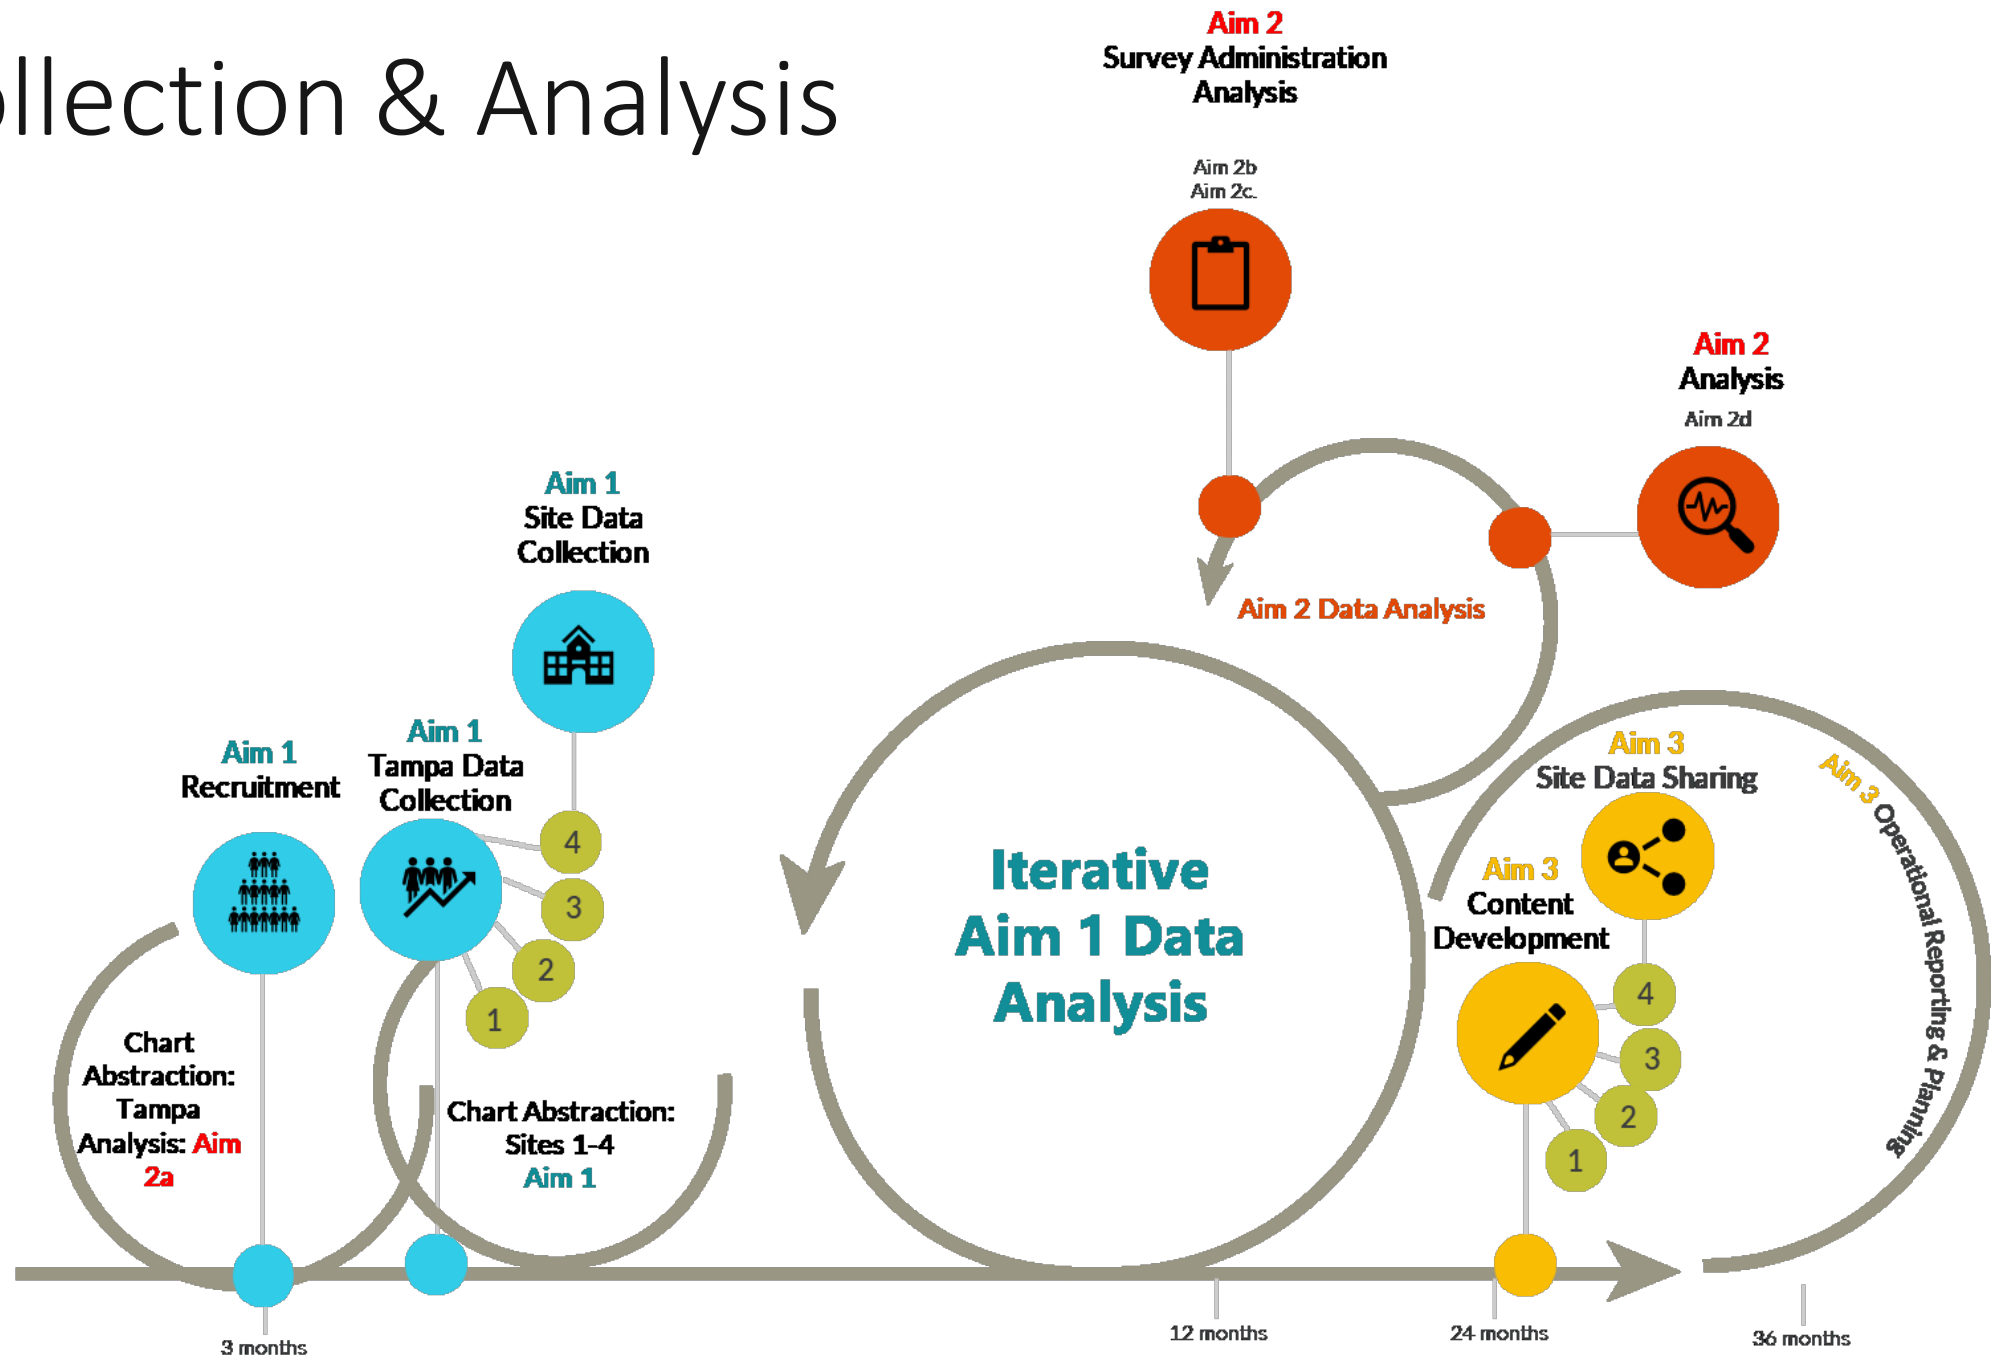 ollection & Analysis
Aim 2
Survey Administration
Analysis
Aim 2b
Aim 2c.
Aim 2
Analysis
Aim 2d
Aim 2 Data Analysis
Aim 1
Site Data
Collection
Aim 1
Recruitment
Aim 1
Tampa Data
Collection
4
3
2
1
Chart
Abstraction:
Tampa
Analysis: Aim
2a
Chart Abstraction:
Sites 1-4
Aim 1
Iterative
Aim 1 Data
Analysis
Aim 3
Site Data Sharing
Aim 3
Content
Development
4
3
2
1
Aim 3 Operational Reporting & Planning
3 months
12 months
24 months
36 months